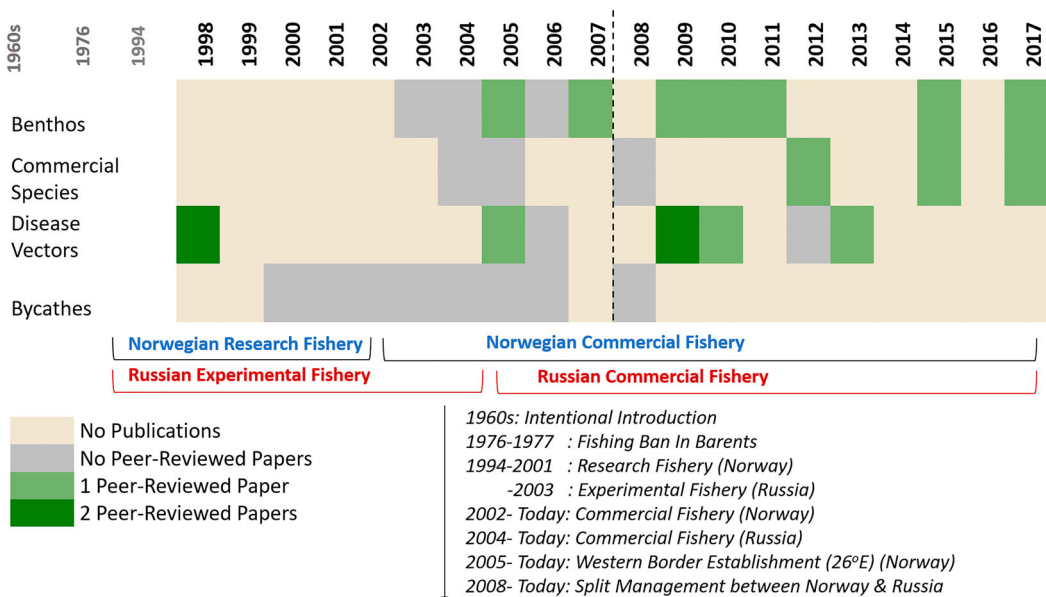 1960s 1976 1994 1998 1999 2000 2001 2002 2003 2004 2005 2006 2007 2008 2009 2010 2011 2012 2013 2014 2015 2016 2017
Benthos
Commercial
Species
Disease
Vectors
Bycathes
Norwegian Research Fishery Norwegian Commercial Fishery
Russian Experimental Fishery Russian Commercial Fishery
No Publications
No Peer-Reviewed Papers
1 Peer-Reviewed Paper
2 Peer-Reviewed Papers
1960s: Intentional Introduction
1976-1977 : Fishing Ban In Barents
1994-2001 : Research Fishery (Norway)
-2003 : Experimental Fishery (Russia)
2002- Today: Commercial Fishery (Norway)
2004- Today: Commercial Fishery (Russia)
2005- Today: Western Border Establishment (26ºE) (Norway)
2008- Today: Split Management between Norway & Russia